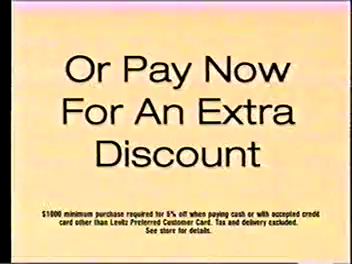 Or Pay Now
For An Extra
Discount
$1000 minimum purchase required for 5% off when paying cash or with accepted credit
card other than Levitz Preferred Customer Card. Tax and delivery excluded.
See store for details.